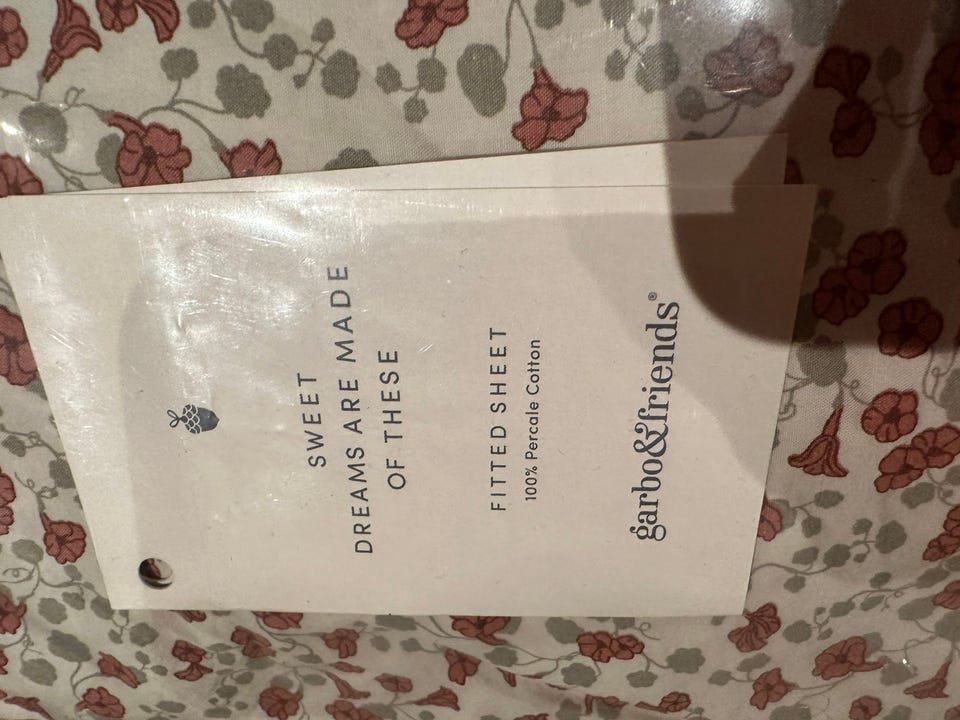 SWEET
DREAMS ARE MADE
OF THESE
FITTED SHEET
100% Percale Cotton
garbo&friends®